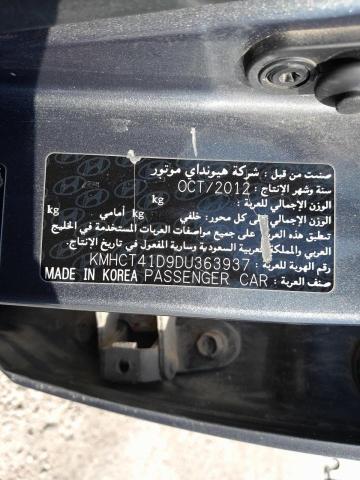 صنعت من قبل : شركة هيونداي موتور
سنة وشهر الإنتاج : OCT/2012
الوزن الإجمالي للعربة : kg
الوزن الإجمالي على كل محور: خلفي kg أمامي kg
تطبق هذه العربة جميع مواصفات العربات المستخدمة في الخليج
العربي والمملكة العربية السعودية وسارية المفعول في تاريخ الإنتاج.
رقم الهوية للعربة : KMHCT41D9DU363937
صنف العربة : PASSENGER CAR MADE IN KOREA